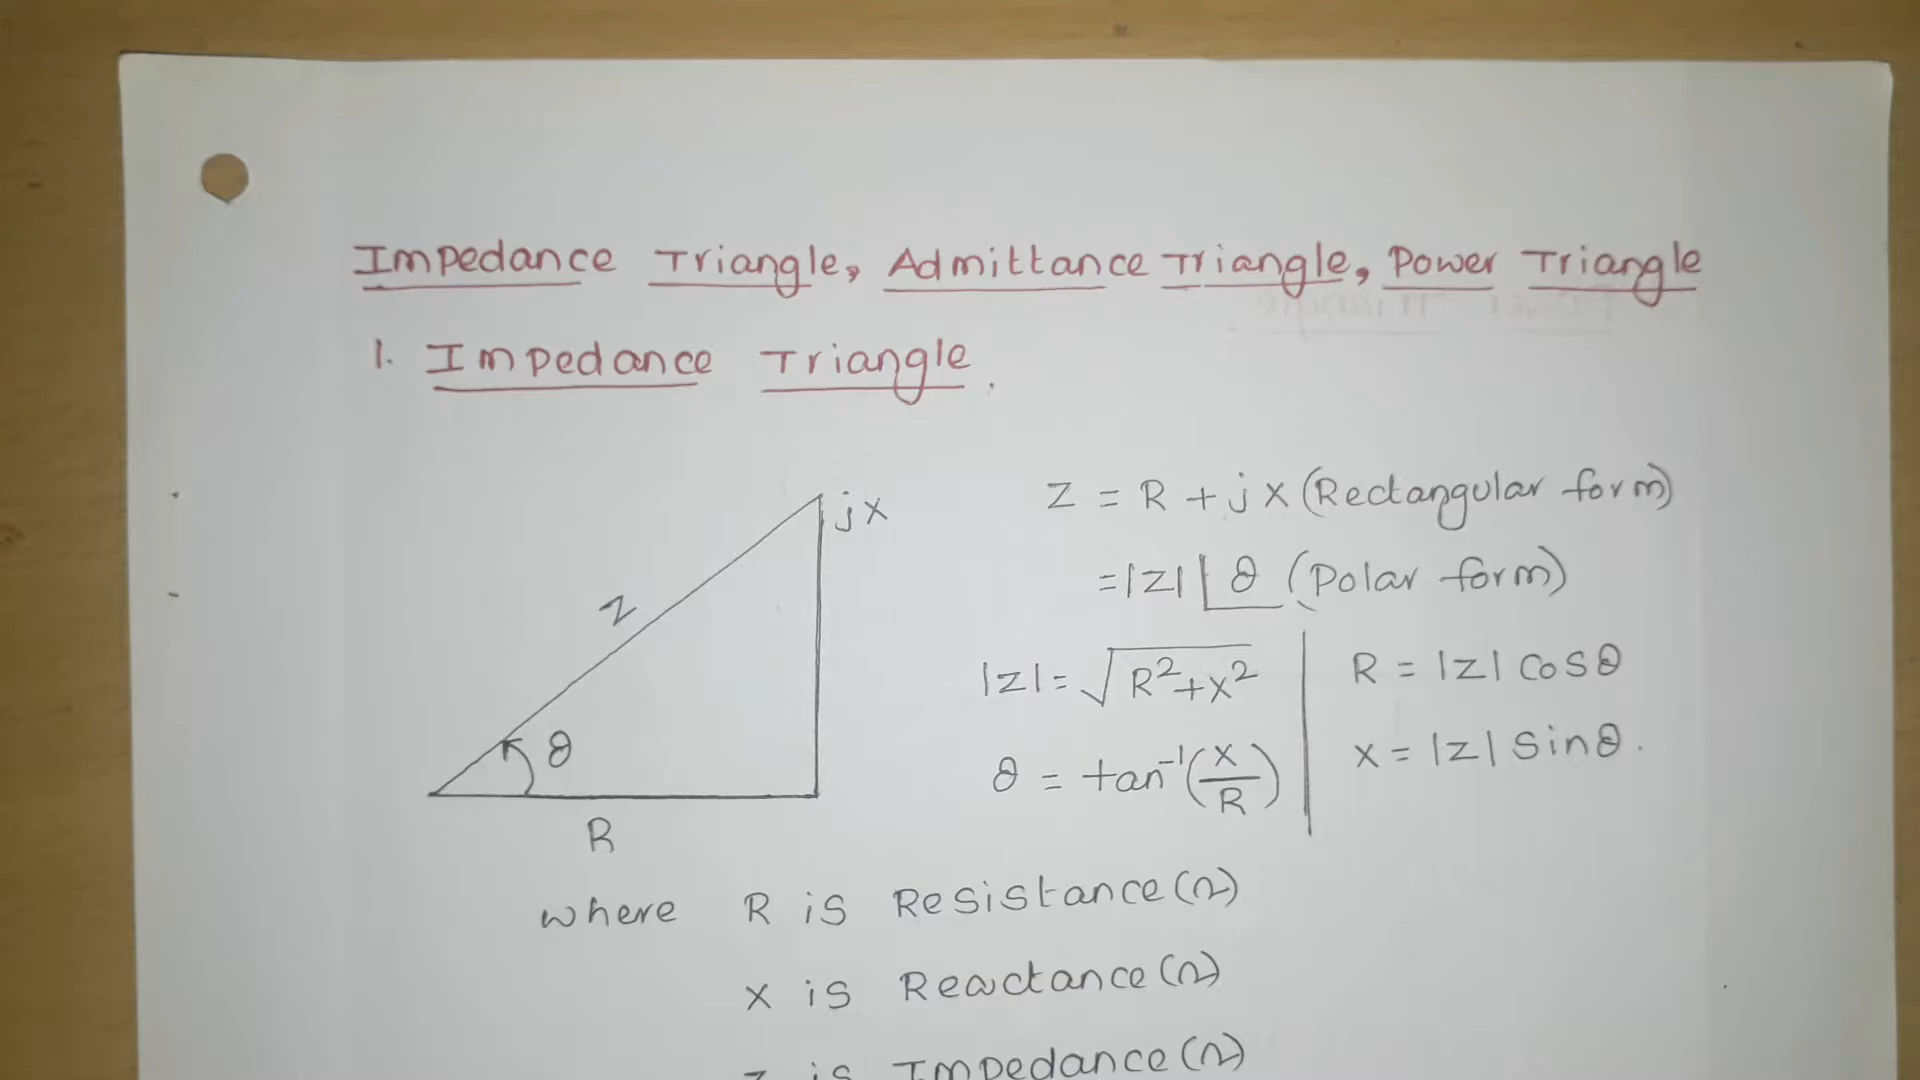 Impedance Triangle, Admittance Triangle, Power Triangle
1. Impedance Triangle.
jX
Z
θ
R
Z = R + jX (Rectangular form)
= |Z| ∠θ (Polar form)
|Z| = √(R²+X²)
R = |Z| Cosθ
θ = tan⁻¹(X/R)
X = |Z| Sinθ.
where R is Resistance (Ω)
X is Reactance (Ω)
Z is Impedance (Ω)